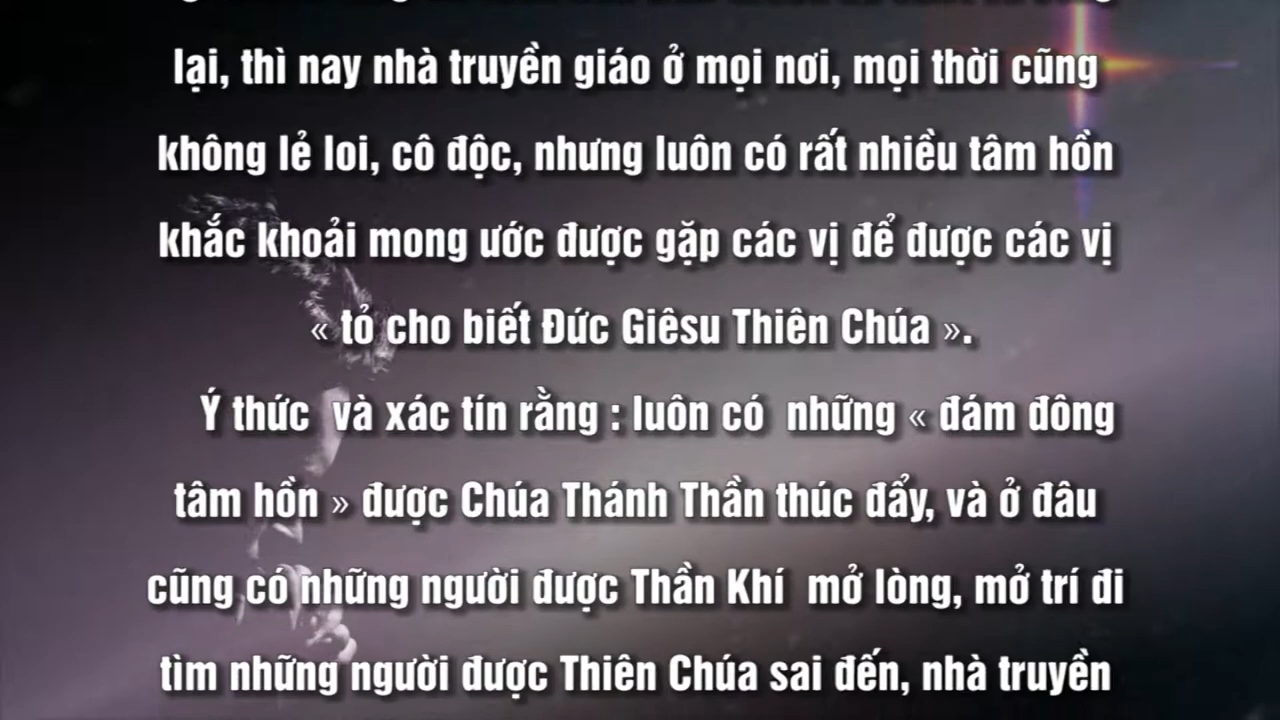 lại, thì nay nhà truyền giáo ở mọi nơi, mọi thời cũng
không lẻ loi, cô độc, nhưng luôn có rất nhiều tâm hồn
khắc khoải mong ước được gặp các vị để được các vị
« tỏ cho biết Đức Giêsu Thiên Chúa ».
Ý thức và xác tín rằng : luôn có những « đám đông
tâm hồn » được Chúa Thánh Thần thúc đẩy, và ở đâu
cũng có những người được Thần Khí mở lòng, mở trí đi
tìm những người được Thiên Chúa sai đến, nhà truyền